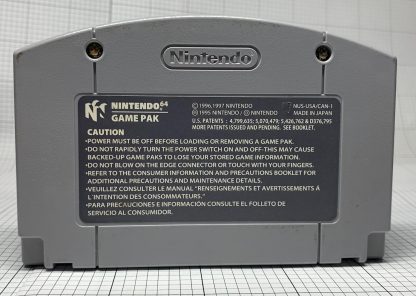 Nintendo
NINTENDO 64
GAME PAK
© 1996,1997 NINTENDO
© 1995 NINTENDO /
NUS-USA/CAN-1
MADE IN JAPAN
U.S. PATENTS : 4,799,635; 5,070,479; 5,426,762 & D376,795
MORE PATENTS ISSUED AND PENDING. SEE BOOKLET.
CAUTION
•POWER MUST BE OFF BEFORE LOADING OR REMOVING A GAME PAK.
•DO NOT RAPIDLY TURN THE POWER SWITCH ON AND OFF-THIS MAY CAUSE
BACKED-UP GAME PAKS TO LOSE YOUR STORED GAME INFORMATION.
•DO NOT BLOW ON THE EDGE CONNECTOR OR TOUCH WITH YOUR FINGERS.
•REFER TO THE CONSUMER INFORMATION AND PRECAUTIONS BOOKLET FOR
ADDITIONAL PRECAUTIONS AND MAINTENANCE DETAILS.
•VEUILLEZ CONSULTER LE MANUEL "RENSEIGNEMENTS ET AVERTISSEMENTS À
L'INTENTION DES CONSOMMATEURS."
•PARA PRECAUCIONES E INFORMACIÓN CONSULTE EL FOLLETO DE
SERVICIO AL CONSUMIDOR.